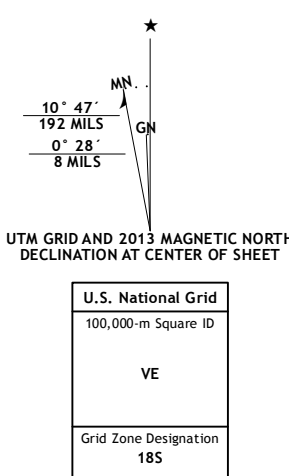 ★
MN
10° 47´
192 MILS
GN
0° 28´
8 MILS
UTM GRID AND 2013 MAGNETIC NORTH
DECLINATION AT CENTER OF SHEET
U.S. National Grid
100,000-m Square ID
VE
Grid Zone Designation
18S